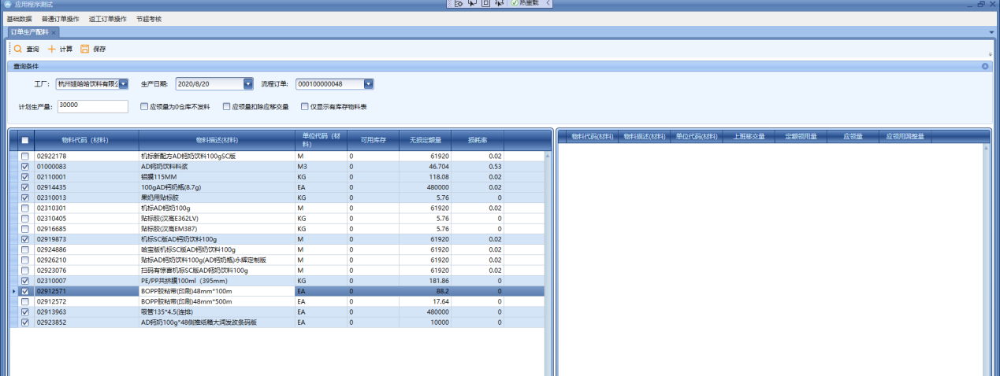 应用程序测试
热重载
基础数据 普通订单操作 返工订单操作 节超考核
订单生产配料
查询 计算 保存
查询条件
工厂: 杭州娃哈哈饮料有限公 生产日期: 2020/8/20 流程订单: 000100000048
计划生产量: 30000 应领量为0仓库不发料 应领量扣除应移交量 仅显示有库存物料表
物料代码（材料） 物料描述(材料) 单位代码（材料） 可用库存 无损定额量 损耗率
02922178 机标新配方AD钙奶饮料100gSC版 M 0 61920 0.02
01000083 AD钙奶饮料料浆 M3 0 46.704 0.53
02110001 铝膜115MM KG 0 118.08 0.02
02914435 100gAD钙奶瓶(8.7g) EA 0 480000 0.02
02310013 果奶用贴标胶 KG 0 5.76 0
02310301 机标AD钙奶100g M 0 61920 0.02
02310405 贴标胶(汉高E362LV) KG 0 5.76 0
02916685 贴标胶(汉高EM387) KG 0 5.76 0
02919873 机标SC版AD钙奶饮料100g M 0 61920 0.02
02924886 哈宝版机标SC版AD钙奶饮料100g M 0 61920 0.02
02926210 贴标AD钙奶饮料100g(AD钙奶瓶)永辉定制版 M 0 61920 0.02
02923076 扫码有惊喜机标SC版AD钙奶饮料100g M 0 61920 0.02
02310007 PE/PP共挤膜100ml（395mm） KG 0 181.86 0
02912571 BOPP胶粘带(印刷)48mm*100m EA 0 88.2 0
02912572 BOPP胶粘带(印刷)48mm*500m EA 0 17.64 0
02913963 吸管135*4.5(连排) EA 0 480000 0
02923852 AD钙奶100g*48侧推纸箱大润发改条码版 EA 0 10000 0
物料代码(材料) 物料描述(材料) 单位代码(材料) 上班移交量 定额领用量 应领量 应领用调整量